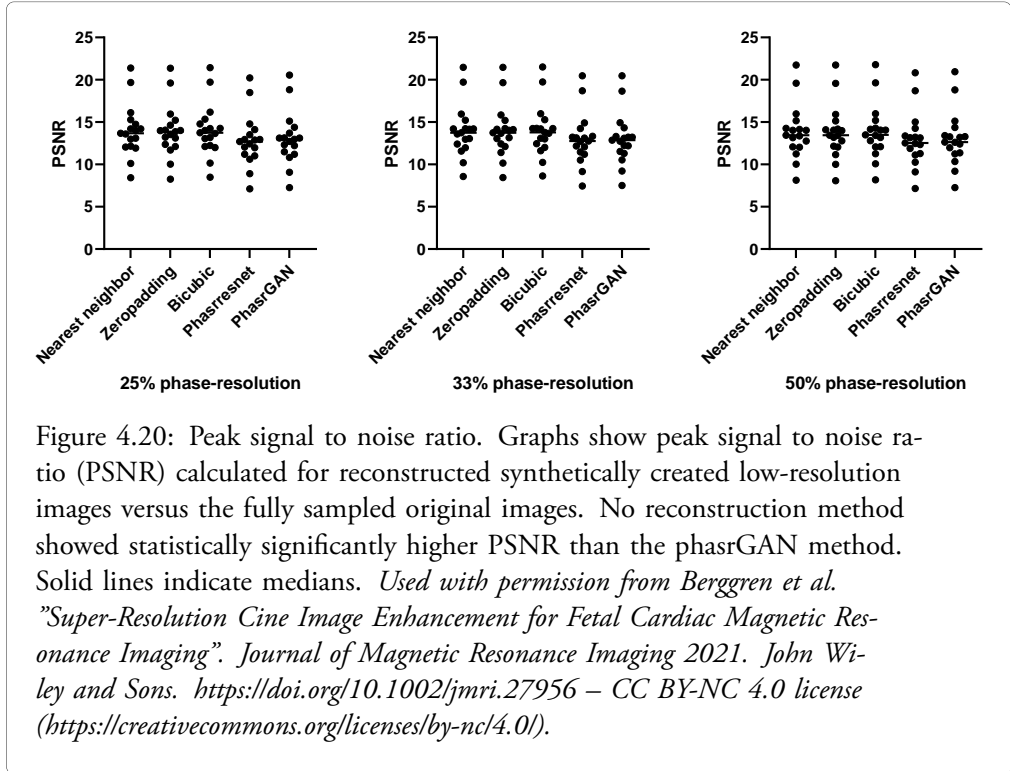 25 25 25
20 20 20
15 15 15
10 10 10
5 5 5
0 0 0
PSNR PSNR PSNR
Nearest neighbor Zeropadding Bicubic Phasrresnet PhasrGAN
Nearest neighbor Zeropadding Bicubic Phasrresnet PhasrGAN
Nearest neighbor Zeropadding Bicubic Phasrresnet PhasrGAN
25% phase-resolution 33% phase-resolution 50% phase-resolution
Figure 4.20: Peak signal to noise ratio. Graphs show peak signal to noise ra-
tio (PSNR) calculated for reconstructed synthetically created low-resolution
images versus the fully sampled original images. No reconstruction method
showed statistically significantly higher PSNR than the phasrGAN method.
Solid lines indicate medians. Used with permission from Berggren et al.
”Super-Resolution Cine Image Enhancement for Fetal Cardiac Magnetic Res-
onance Imaging”. Journal of Magnetic Resonance Imaging 2021. John Wi-
ley and Sons. https://doi.org/10.1002/jmri.27956 – CC BY-NC 4.0 license
(https://creativecommons.org/licenses/by-nc/4.0/).